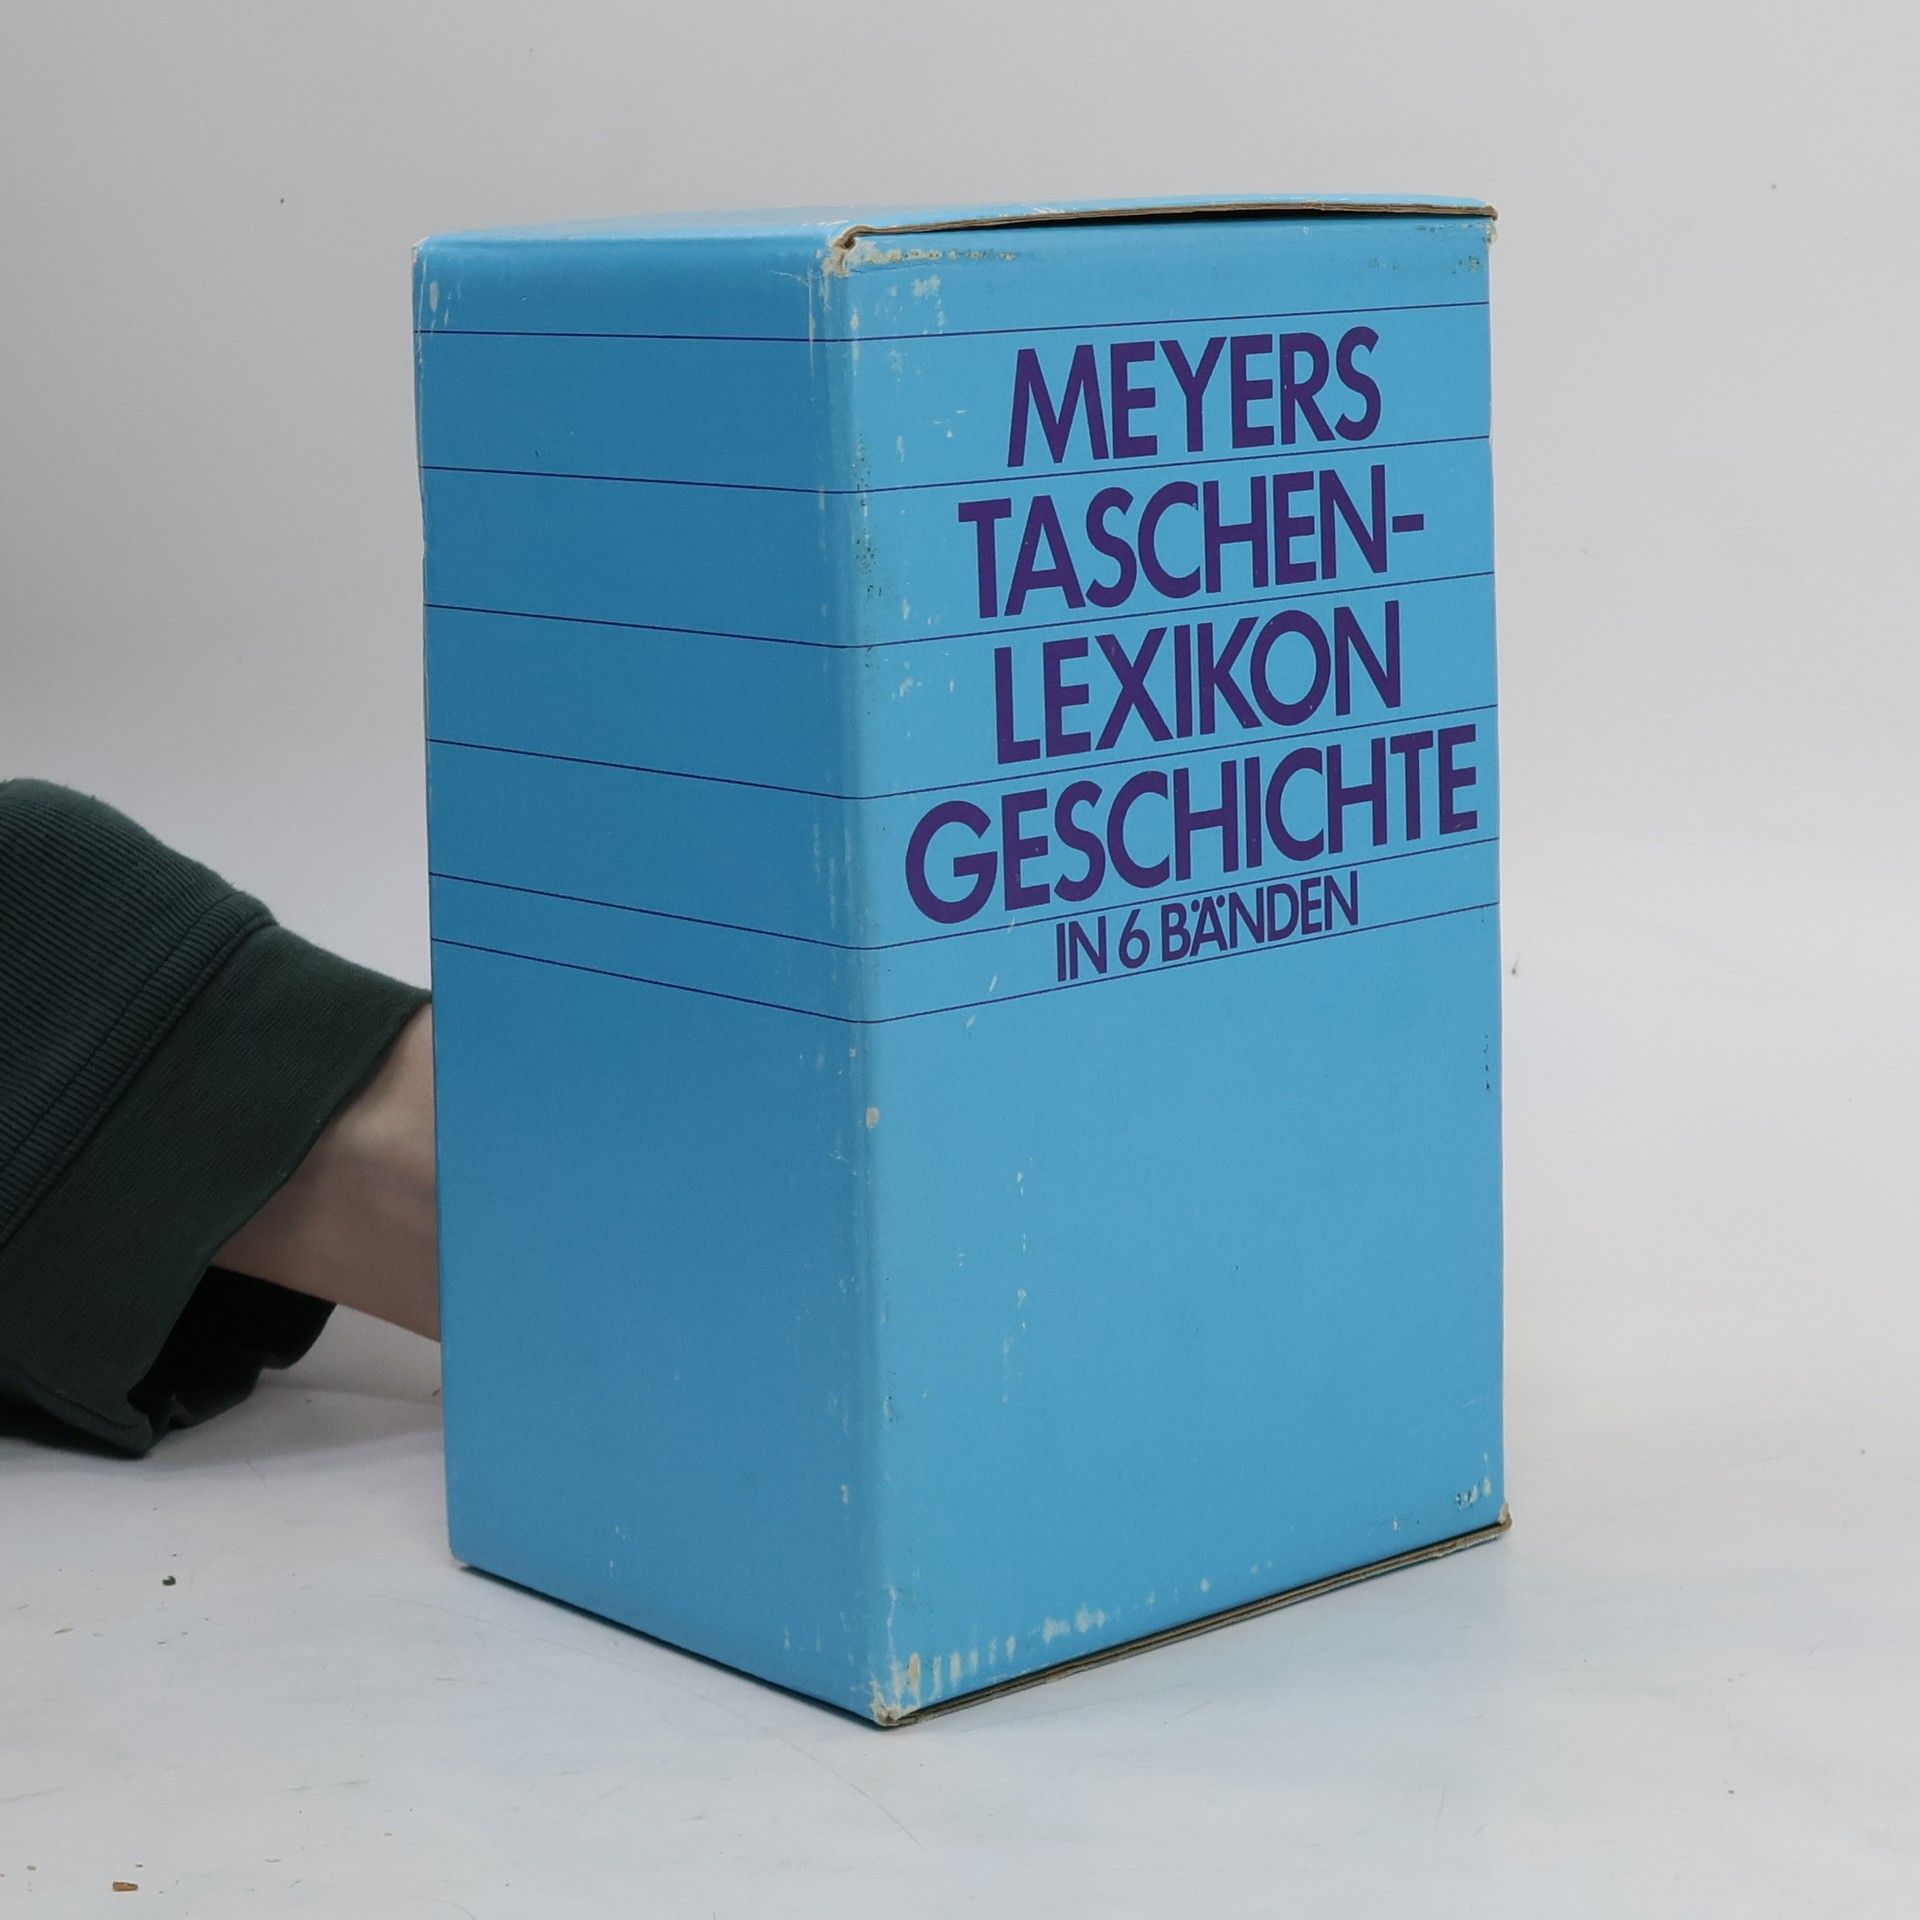 MEYERS
TASCHEN-
LEXIKON
GESCHICHTE
IN 6 BÄNDEN